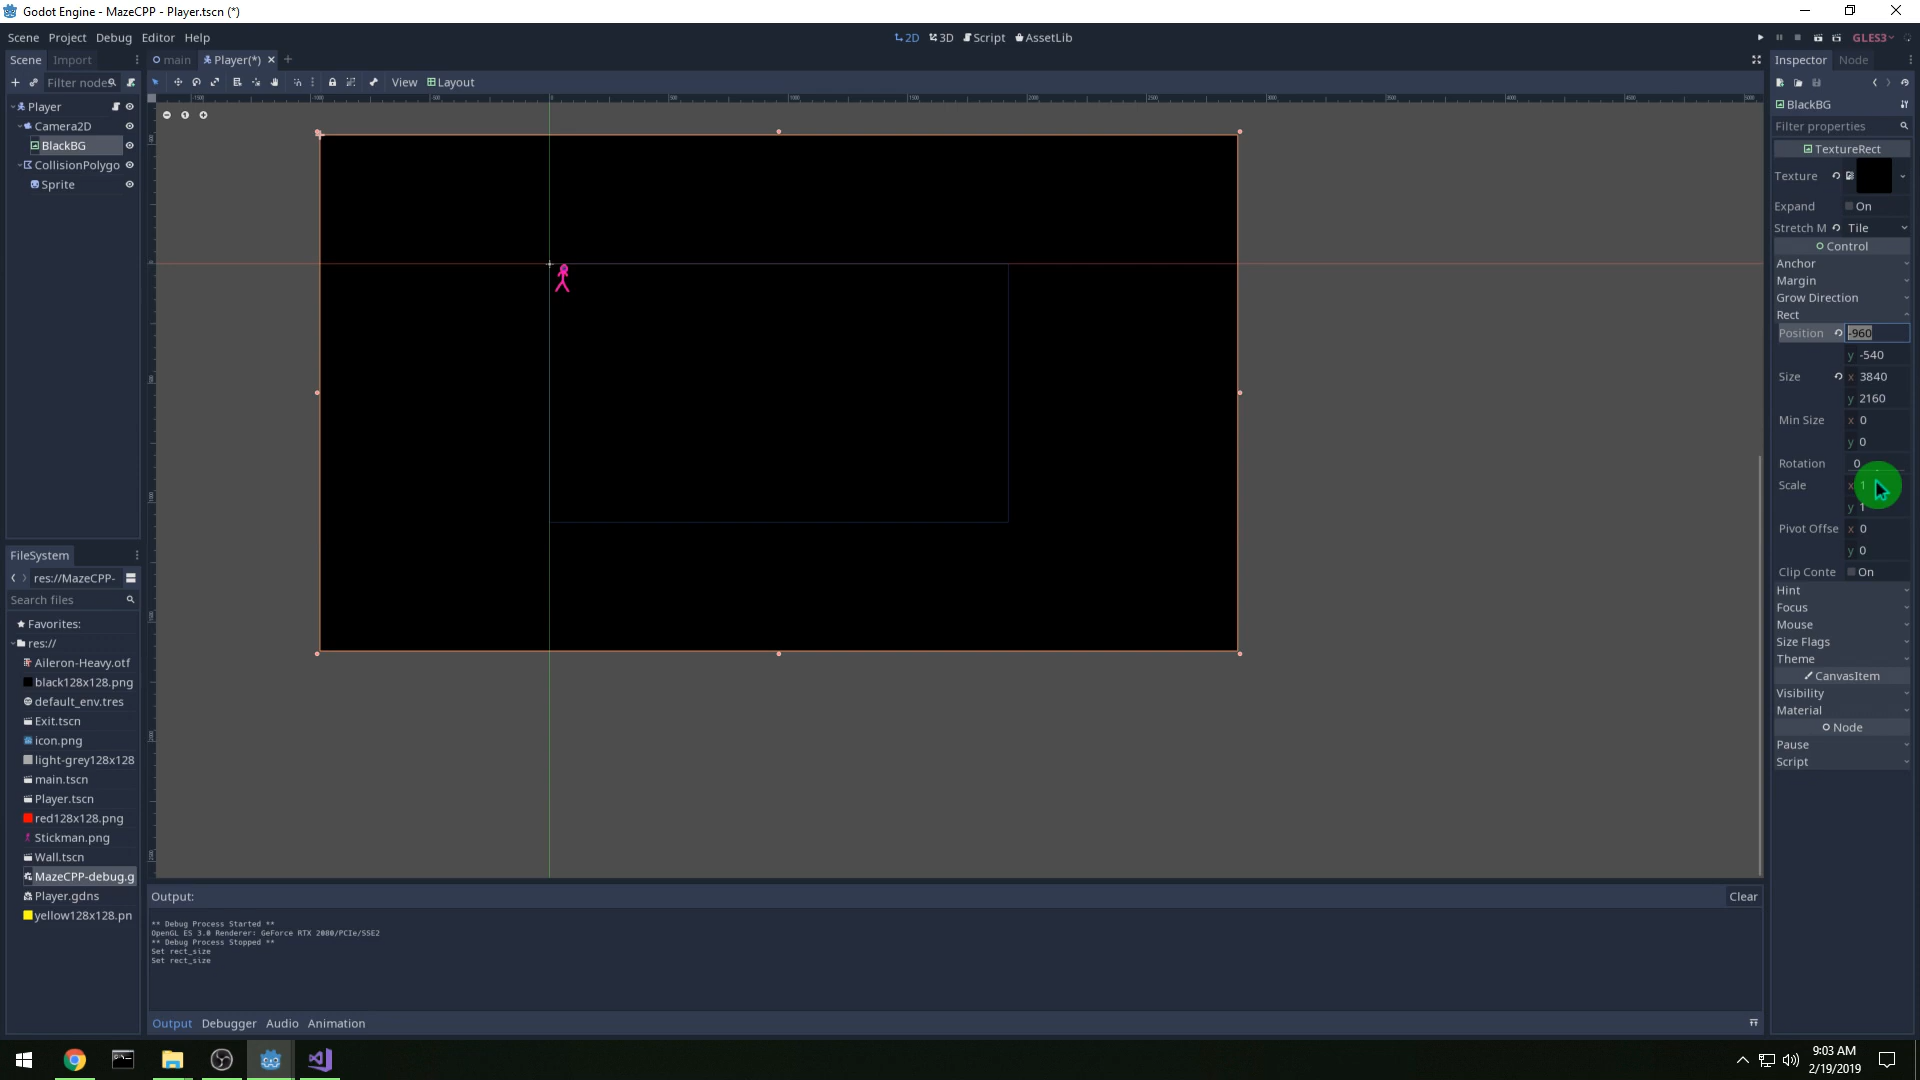 Godot Engine - MazeCPP - Player.tscn (*)
Scene Project Debug Editor Help
2D 3D Script AssetLib
GLES3
Scene Import
main
Player(*)
Inspector Node
Filter nodes
View Layout
Player
Camera2D
BlackBG
CollisionPolygo
Sprite
BlackBG
Filter properties
TextureRect
Texture
Expand On
Stretch M Tile
Control
Anchor
Margin
Grow Direction
Rect
Position -960
y -540
Size x 3840
y 2160
Min Size x 0
y 0
Rotation 0
Scale x 1
y 1
Pivot Offse x 0
y 0
Clip Conte On
Hint
Focus
Mouse
Size Flags
Theme
CanvasItem
Visibility
Material
Node
Pause
Script
FileSystem
res://MazeCPP-
Search files
Favorites:
res://
Aileron-Heavy.otf
black128x128.png
default_env.tres
Exit.tscn
icon.png
light-grey128x128
main.tscn
Player.tscn
red128x128.png
Stickman.png
Wall.tscn
MazeCPP-debug.g
Player.gdns
yellow128x128.pn
Output:
Clear
** Debug Process Started **
OpenGL ES 3.0 Renderer: GeForce RTX 2080/PCIe/SSE2
** Debug Process Stopped **
Set rect_size
Set rect_size
Output Debugger Audio Animation
9:03 AM
2/19/2019